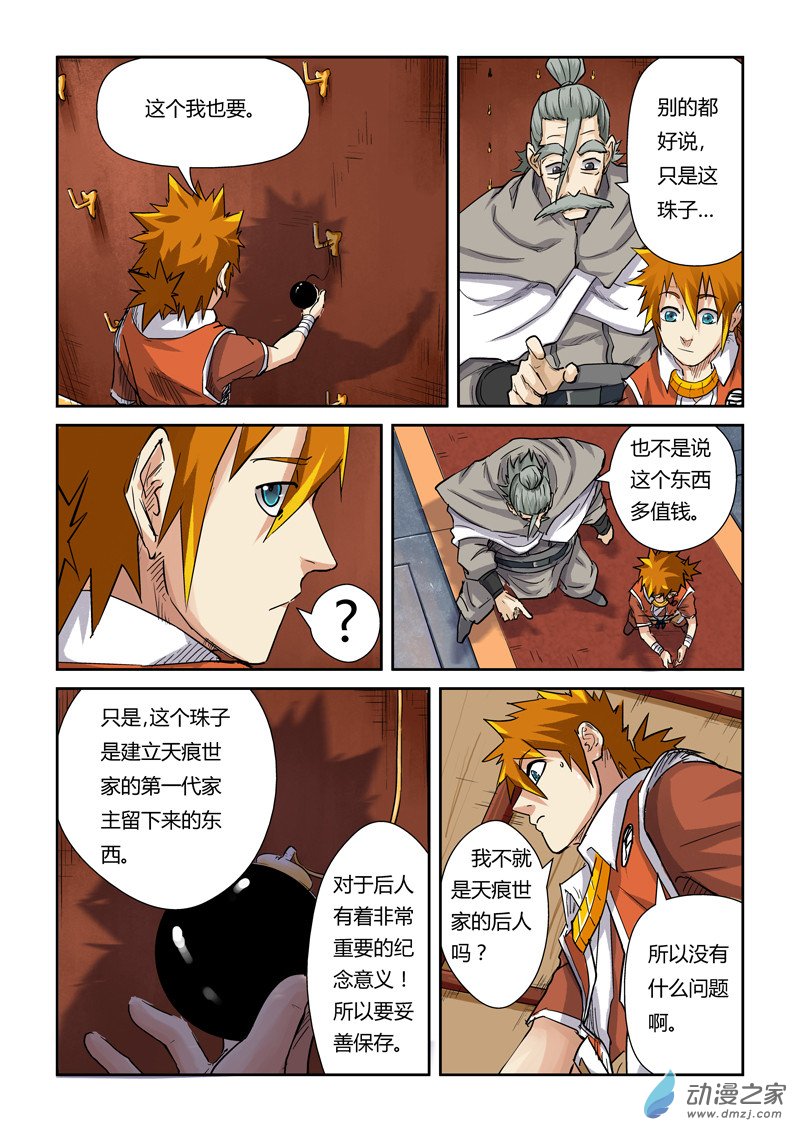 这个我也要。
别的都
好说，
只是这
珠子…
？
也不是说
这个东西
多值钱。
只是，这个珠子
是建立天痕世
家的第一代家
主留下来的东
西。
对于后人
有着非常
重要的纪
念意义！
所以要妥
善保存。
我不就
是天痕世
家的后人
吗？
所以没有
什么问题
啊。
动漫之家
www.dmzj.com